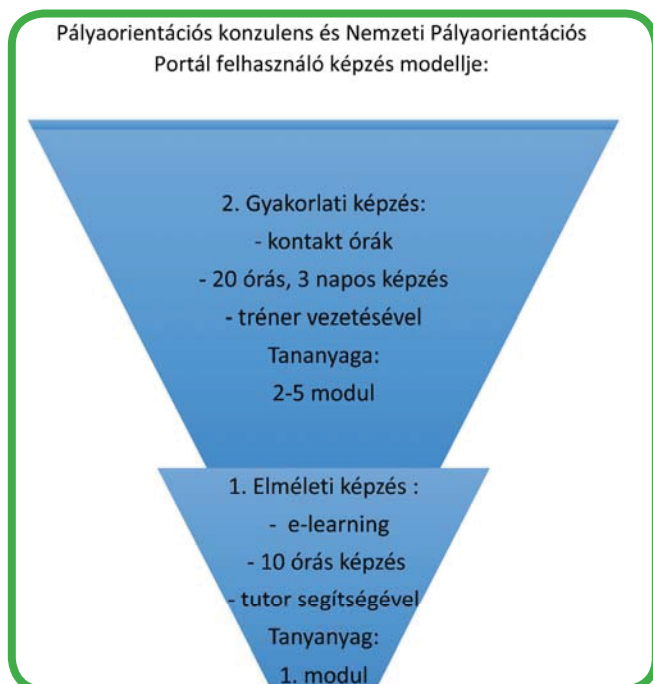 Pályaorientációs konzulens és Nemzeti Pályaorientációs
Portál felhasználó képzés modellje:
2. Gyakorlati képzés:
- kontakt órák
- 20 órás, 3 napos képzés
- tréner vezetésével
Tananyaga:
2-5 modul
1. Elméleti képzés :
- e-learning
- 10 órás képzés
- tutor segítségével
Tanyanyag:
1. modul